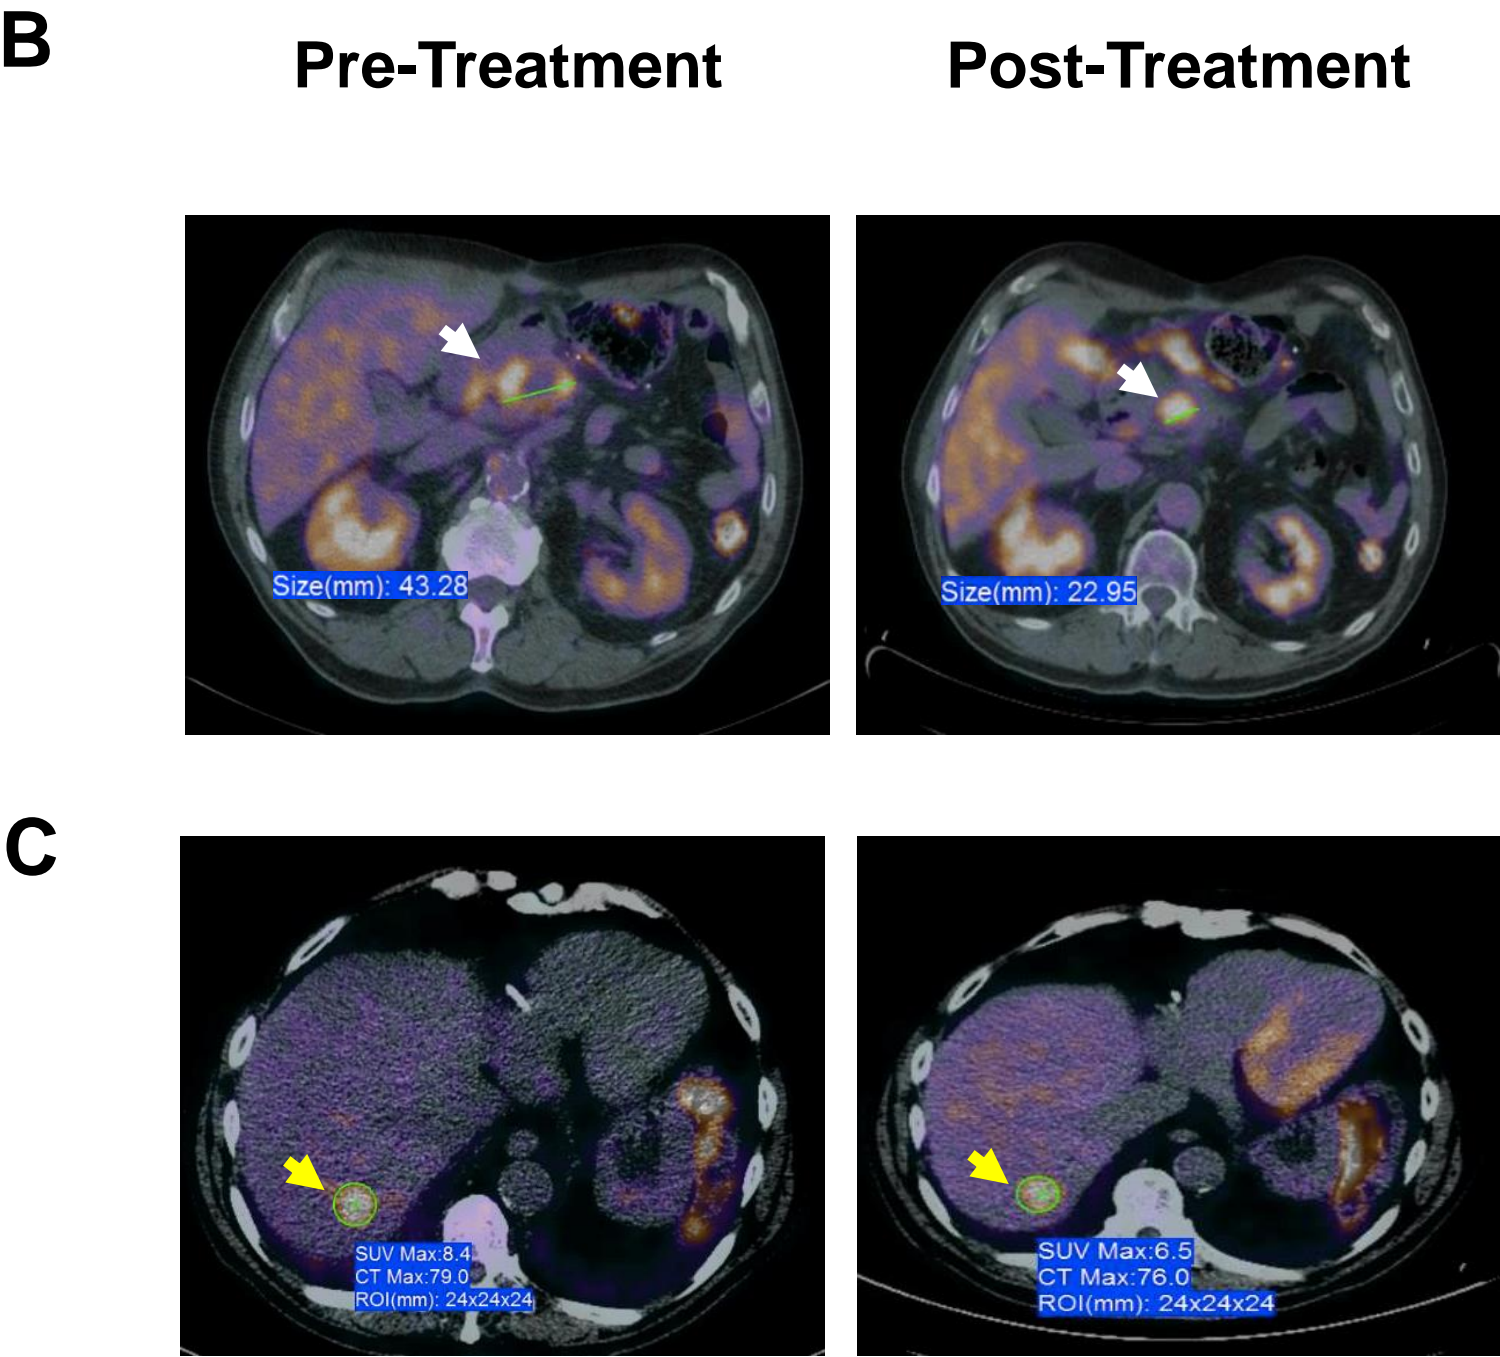 B
Pre-Treatment
Post-Treatment
Size(mm): 43.28
Size(mm): 22.95
C
SUV Max:8.4
CT Max:79.0
ROI(mm): 24x24x24
SUV Max:6.5
CT Max:76.0
ROI(mm): 24x24x24